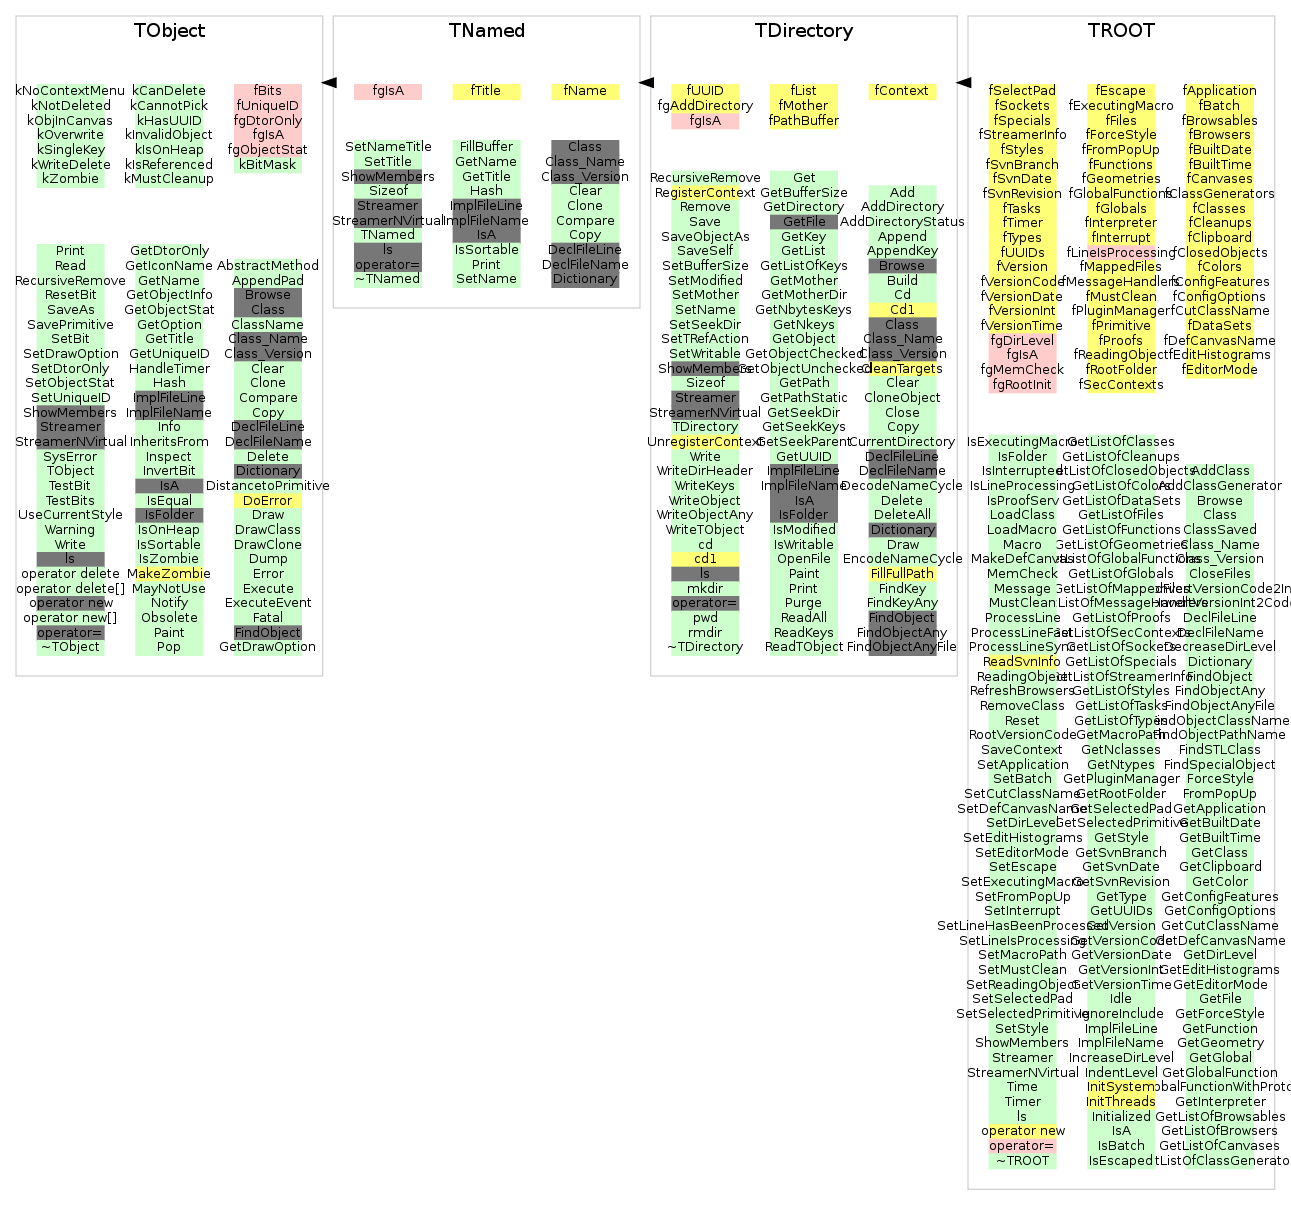 TObject
kNoContextMenu
kNotDeleted
kObjInCanvas
kOverwrite
kSingleKey
kWriteDelete
kZombie
kCanDelete
kCannotPick
kHasUUID
kInvalidObject
kIsOnHeap
kIsReferenced
kMustCleanup
fBits
fUniqueID
fgDtorOnly
fgIsA
fgObjectStat
kBitMask
Print
Read
RecursiveRemove
ResetBit
SaveAs
SavePrimitive
SetBit
SetDrawOption
SetDtorOnly
SetObjectStat
SetUniqueID
ShowMembers
Streamer
StreamerNVirtual
SysError
TObject
TestBit
TestBits
UseCurrentStyle
Warning
Write
ls
operator delete
operator delete[]
operator new
operator new[]
operator=
~TObject
GetDtorOnly
GetIconName
GetName
GetObjectInfo
GetObjectStat
GetOption
GetTitle
GetUniqueID
HandleTimer
Hash
ImplFileLine
ImplFileName
Info
InheritsFrom
Inspect
InvertBit
IsA
IsEqual
IsFolder
IsOnHeap
IsSortable
IsZombie
MakeZombie
MayNotUse
Notify
Obsolete
Paint
Pop
AbstractMethod
AppendPad
Browse
Class
ClassName
Class_Name
Class_Version
Clear
Clone
Compare
Copy
DeclFileLine
DeclFileName
Delete
Dictionary
DistancetoPrimitive
DoError
Draw
DrawClass
DrawClone
Dump
Error
Execute
ExecuteEvent
Fatal
FindObject
GetDrawOption
TNamed
fgIsA
fTitle
fName
SetNameTitle
SetTitle
ShowMembers
Sizeof
Streamer
StreamerNVirtual
TNamed
ls
operator=
~TNamed
FillBuffer
GetName
GetTitle
Hash
ImplFileLine
ImplFileName
IsA
IsSortable
Print
SetName
Class
Class_Name
Class_Version
Clear
Clone
Compare
Copy
DeclFileLine
DeclFileName
Dictionary
TDirectory
fUUID
fgAddDirectory
fgIsA
fList
fMother
fPathBuffer
fContext
RecursiveRemove
RegisterContext
Remove
Save
SaveObjectAs
SaveSelf
SetBufferSize
SetModified
SetMother
SetName
SetSeekDir
SetTRefAction
SetWritable
ShowMembers
Sizeof
Streamer
StreamerNVirtual
TDirectory
UnregisterContext
Write
WriteDirHeader
WriteKeys
WriteObject
WriteObjectAny
WriteTObject
cd
cd1
ls
mkdir
operator=
pwd
rmdir
~TDirectory
Get
GetBufferSize
GetDirectory
GetFile
GetKey
GetList
GetListOfKeys
GetMother
GetMotherDir
GetNbytesKeys
GetNkeys
GetObject
GetObjectChecked
GetObjectUnchecked
GetPath
GetPathStatic
GetSeekDir
GetSeekKeys
GetSeekParent
GetUUID
ImplFileLine
ImplFileName
IsA
IsFolder
IsModified
IsWritable
OpenFile
Paint
Print
Purge
ReadAll
ReadKeys
ReadTObject
Add
AddDirectory
AddDirectoryStatus
Append
AppendKey
Browse
Build
Cd
Cd1
Class
Class_Name
Class_Version
CleanTargets
Clear
CloneObject
Close
Copy
CurrentDirectory
DeclFileLine
DeclFileName
DecodeNameCycle
Delete
DeleteAll
Dictionary
Draw
EncodeNameCycle
FillFullPath
FindKey
FindKeyAny
FindObject
FindObjectAny
FindObjectAnyFile
TROOT
fSelectPad
fSockets
fSpecials
fStreamerInfo
fStyles
fSvnBranch
fSvnDate
fSvnRevision
fTasks
fTimer
fTypes
fUUIDs
fVersion
fVersionCode
fVersionDate
fVersionInt
fVersionTime
fgDirLevel
fgIsA
fgMemCheck
fgRootInit
fEscape
fExecutingMacro
fFiles
fForceStyle
fFromPopUp
fFunctions
fGeometries
fGlobalFunctions
fGlobals
fInterpreter
fInterrupt
fLineIsProcessing
fMappedFiles
fMessageHandlers
fMustClean
fPluginManager
fPrimitive
fProofs
fReadingObject
fRootFolder
fSecContexts
fApplication
fBatch
fBrowsables
fBrowsers
fBuiltDate
fBuiltTime
fCanvases
fClassGenerators
fClasses
fCleanups
fClipboard
fClosedObjects
fColors
fConfigFeatures
fConfigOptions
fCutClassName
fDataSets
fDefCanvasName
fEditHistograms
fEditorMode
IsExecutingMacro
IsFolder
IsInterrupted
IsLineProcessing
IsProofServ
LoadClass
LoadMacro
Macro
MakeDefCanvas
MemCheck
Message
MustClean
ProcessLine
ProcessLineFast
ProcessLineSync
ReadSvnInfo
ReadingObject
RefreshBrowsers
RemoveClass
Reset
RootVersionCode
SaveContext
SetApplication
SetBatch
SetCutClassName
SetDefCanvasName
SetDirLevel
SetEditHistograms
SetEditorMode
SetEscape
SetExecutingMacro
SetFromPopUp
SetInterrupt
SetLineHasBeenProcessed
SetLineIsProcessing
SetMacroPath
SetMustClean
SetReadingObject
SetSelectedPad
SetSelectedPrimitive
SetStyle
ShowMembers
Streamer
StreamerNVirtual
Time
Timer
ls
operator new
operator=
~TROOT
GetListOfClasses
GetListOfCleanups
etListOfClosedObjects
GetListOfColors
GetListOfDataSets
GetListOfFiles
GetListOfFunctions
GetListOfGeometries
tListOfGlobalFunctions
GetListOfGlobals
GetListOfMappedFiles
ListOfMessageHandlers
GetListOfProofs
etListOfSecContexts
GetListOfSockets
GetListOfSpecials
etListOfStreamerInfo
GetListOfStyles
GetListOfTasks
GetListOfTypes
GetMacroPath
GetNclasses
GetNtypes
GetPluginManager
GetRootFolder
GetSelectedPad
GetSelectedPrimitive
GetStyle
GetSvnBranch
GetSvnDate
GetSvnRevision
GetType
GetUUIDs
GetVersion
GetVersionCode
GetVersionDate
GetVersionInt
GetVersionTime
Idle
IgnoreInclude
ImplFileLine
ImplFileName
IncreaseDirLevel
IndentLevel
InitSystem
InitThreads
Initialized
IsA
IsBatch
IsEscaped
AddClass
AddClassGenerator
Browse
Class
ClassSaved
Class_Name
Class_Version
CloseFiles
onvertVersionCode2In
onvertVersionInt2Code
DeclFileLine
DeclFileName
DecreaseDirLevel
Dictionary
FindObject
FindObjectAny
FindObjectAnyFile
indObjectClassName
FindObjectPathName
FindSTLClass
FindSpecialObject
ForceStyle
FromPopUp
GetApplication
GetBuiltDate
GetBuiltTime
GetClass
GetClipboard
GetColor
GetConfigFeatures
GetConfigOptions
GetCutClassName
GetDefCanvasName
GetDirLevel
GetEditHistograms
GetEditorMode
GetFile
GetForceStyle
GetFunction
GetGeometry
GetGlobal
GetGlobalFunction
obalFunctionWithProto
GetInterpreter
GetListOfBrowsables
GetListOfBrowsers
GetListOfCanvases
tListOfClassGenerato